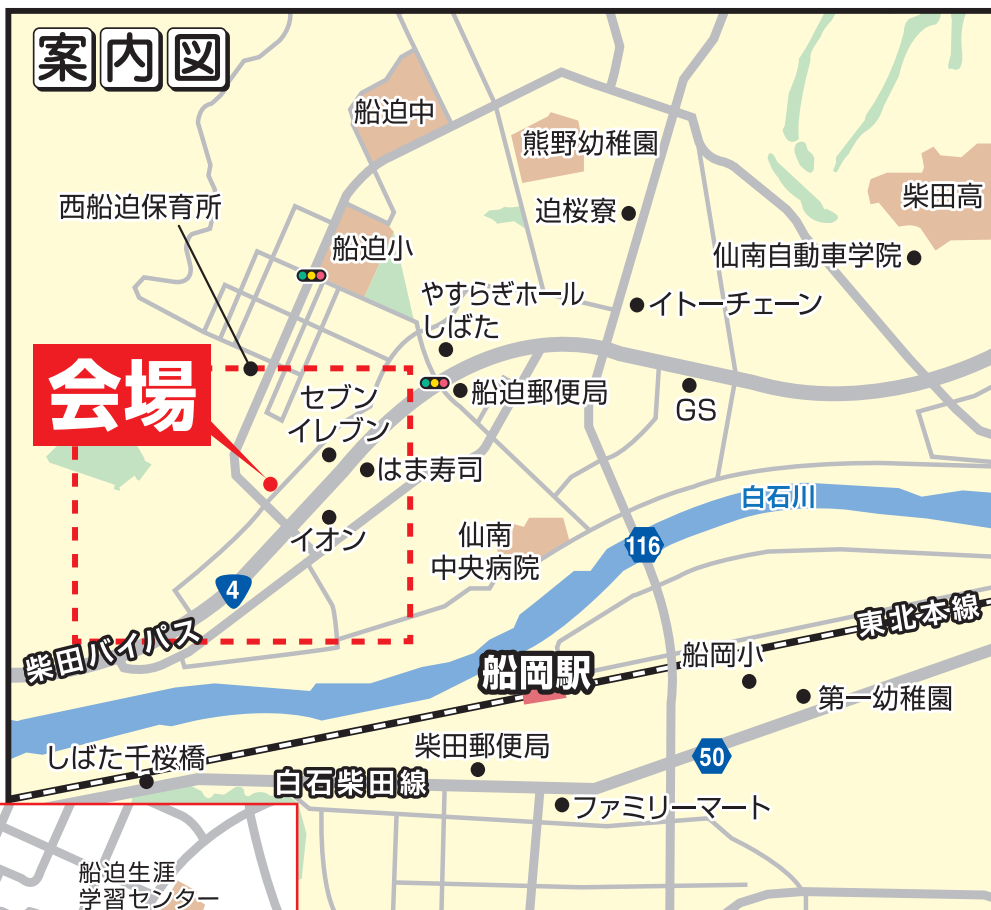 案内図
船迫中
熊野幼稚園
柴田高
西船迫保育所
迫桜寮
船迫小
仙南自動車学院
やすらぎホール
しばた
イトーチェーン
会場
セブン
イレブン
船迫郵便局
GS
はま寿司
白石川
イオン
仙南
中央病院
116
4
柴田バイパス
東北本線
船岡駅
船岡小
第一幼稚園
しばた千桜橋
柴田郵便局
50
白石柴田線
ファミリーマート
船迫生涯
学習センター